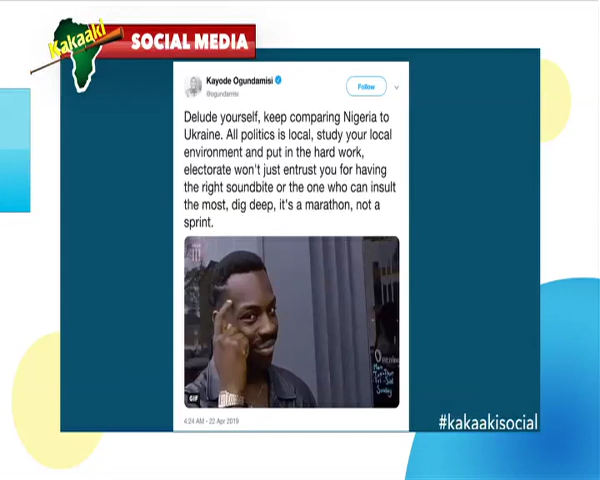 Kakaaki
SOCIAL MEDIA
Kayode Ogundamisi
@ogundamisi
Follow
Delude yourself, keep comparing Nigeria to
Ukraine. All politics is local, study your local
environment and put in the hard work,
electorate won't just entrust you for having
the right soundbite or the one who can insult
the most, dig deep, it's a marathon, not a
sprint.
GIF
4:24 AM - 22 Apr 2019
#kakaakisocial